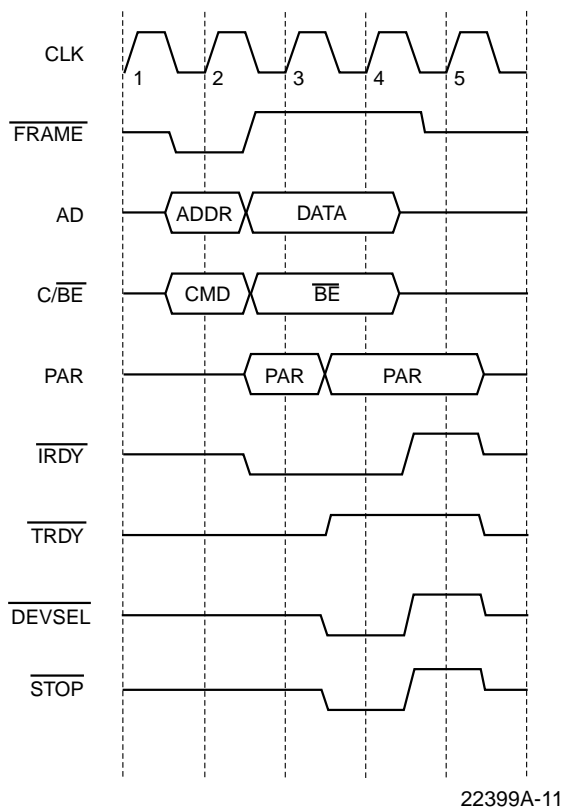 CLK
1 2 3 4 5
FRAME
AD ADDR DATA
C/BE CMD BE
PAR PAR PAR
IRDY
TRDY
DEVSEL
STOP
22399A-11